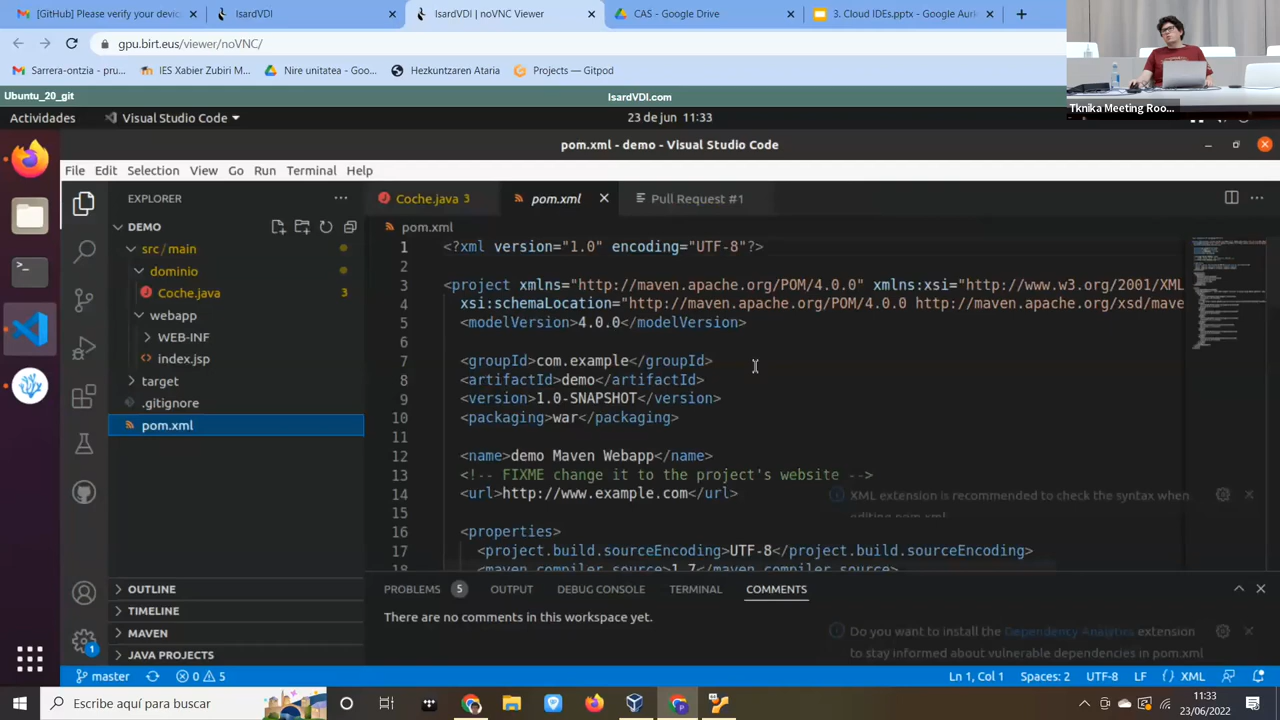 [GitHub] Please verify your devic
IsardVDI
IsardVDI | noVNC Viewer
CAS - Google Drive
3. Cloud IDEs.pptx - Google Aurk
gpu.birt.eus/viewer/noVNC/
Sarrera-ontzia - pru...
IES Xabier Zubiri M...
Nire unitatea - Goo...
Hezkuntzaren Ataria
Projects — Gitpod
Ubuntu_20_git
IsardVDI.com
Tknika Meeting Roo...
Actividades
Visual Studio Code
23 de jun 11:33
pom.xml - demo - Visual Studio Code
File Edit Selection View Go Run Terminal Help
EXPLORER
Coche.java 3
pom.xml
Pull Request #1
DEMO
src/main
dominio
Coche.java 3
webapp
WEB-INF
index.jsp
target
.gitignore
pom.xml
OUTLINE
TIMELINE
MAVEN
JAVA PROJECTS
1
pom.xml
1 <?xml version="1.0" encoding="UTF-8"?>
2
3 <project xmlns="http://maven.apache.org/POM/4.0.0" xmlns:xsi="http://www.w3.org/2001/XML
4 xsi:schemaLocation="http://maven.apache.org/POM/4.0.0 http://maven.apache.org/xsd/mave
5 <modelVersion>4.0.0</modelVersion>
6
7 <groupId>com.example</groupId>
8 <artifactId>demo</artifactId>
9 <version>1.0-SNAPSHOT</version>
10 <packaging>war</packaging>
11
12 <name>demo Maven Webapp</name>
13 <!-- FIXME change it to the project's website -->
14 <url>http://www.example.com</url>
15
16 <properties>
17 <project.build.sourceEncoding>UTF-8</project.build.sourceEncoding>
18 <maven.compiler.source>1.7</maven.compiler.source>
XML extension is recommended to check the syntax when
editing pom.xml
PROBLEMS 5 OUTPUT DEBUG CONSOLE TERMINAL COMMENTS
There are no comments in this workspace yet.
Do you want to install the Dependency Analytics extension
to stay informed about vulnerable dependencies in pom.xml
master 0 5
Ln 1, Col 1 Spaces: 2 UTF-8 LF {} XML
Escribe aquí para buscar
11:33
23/06/2022